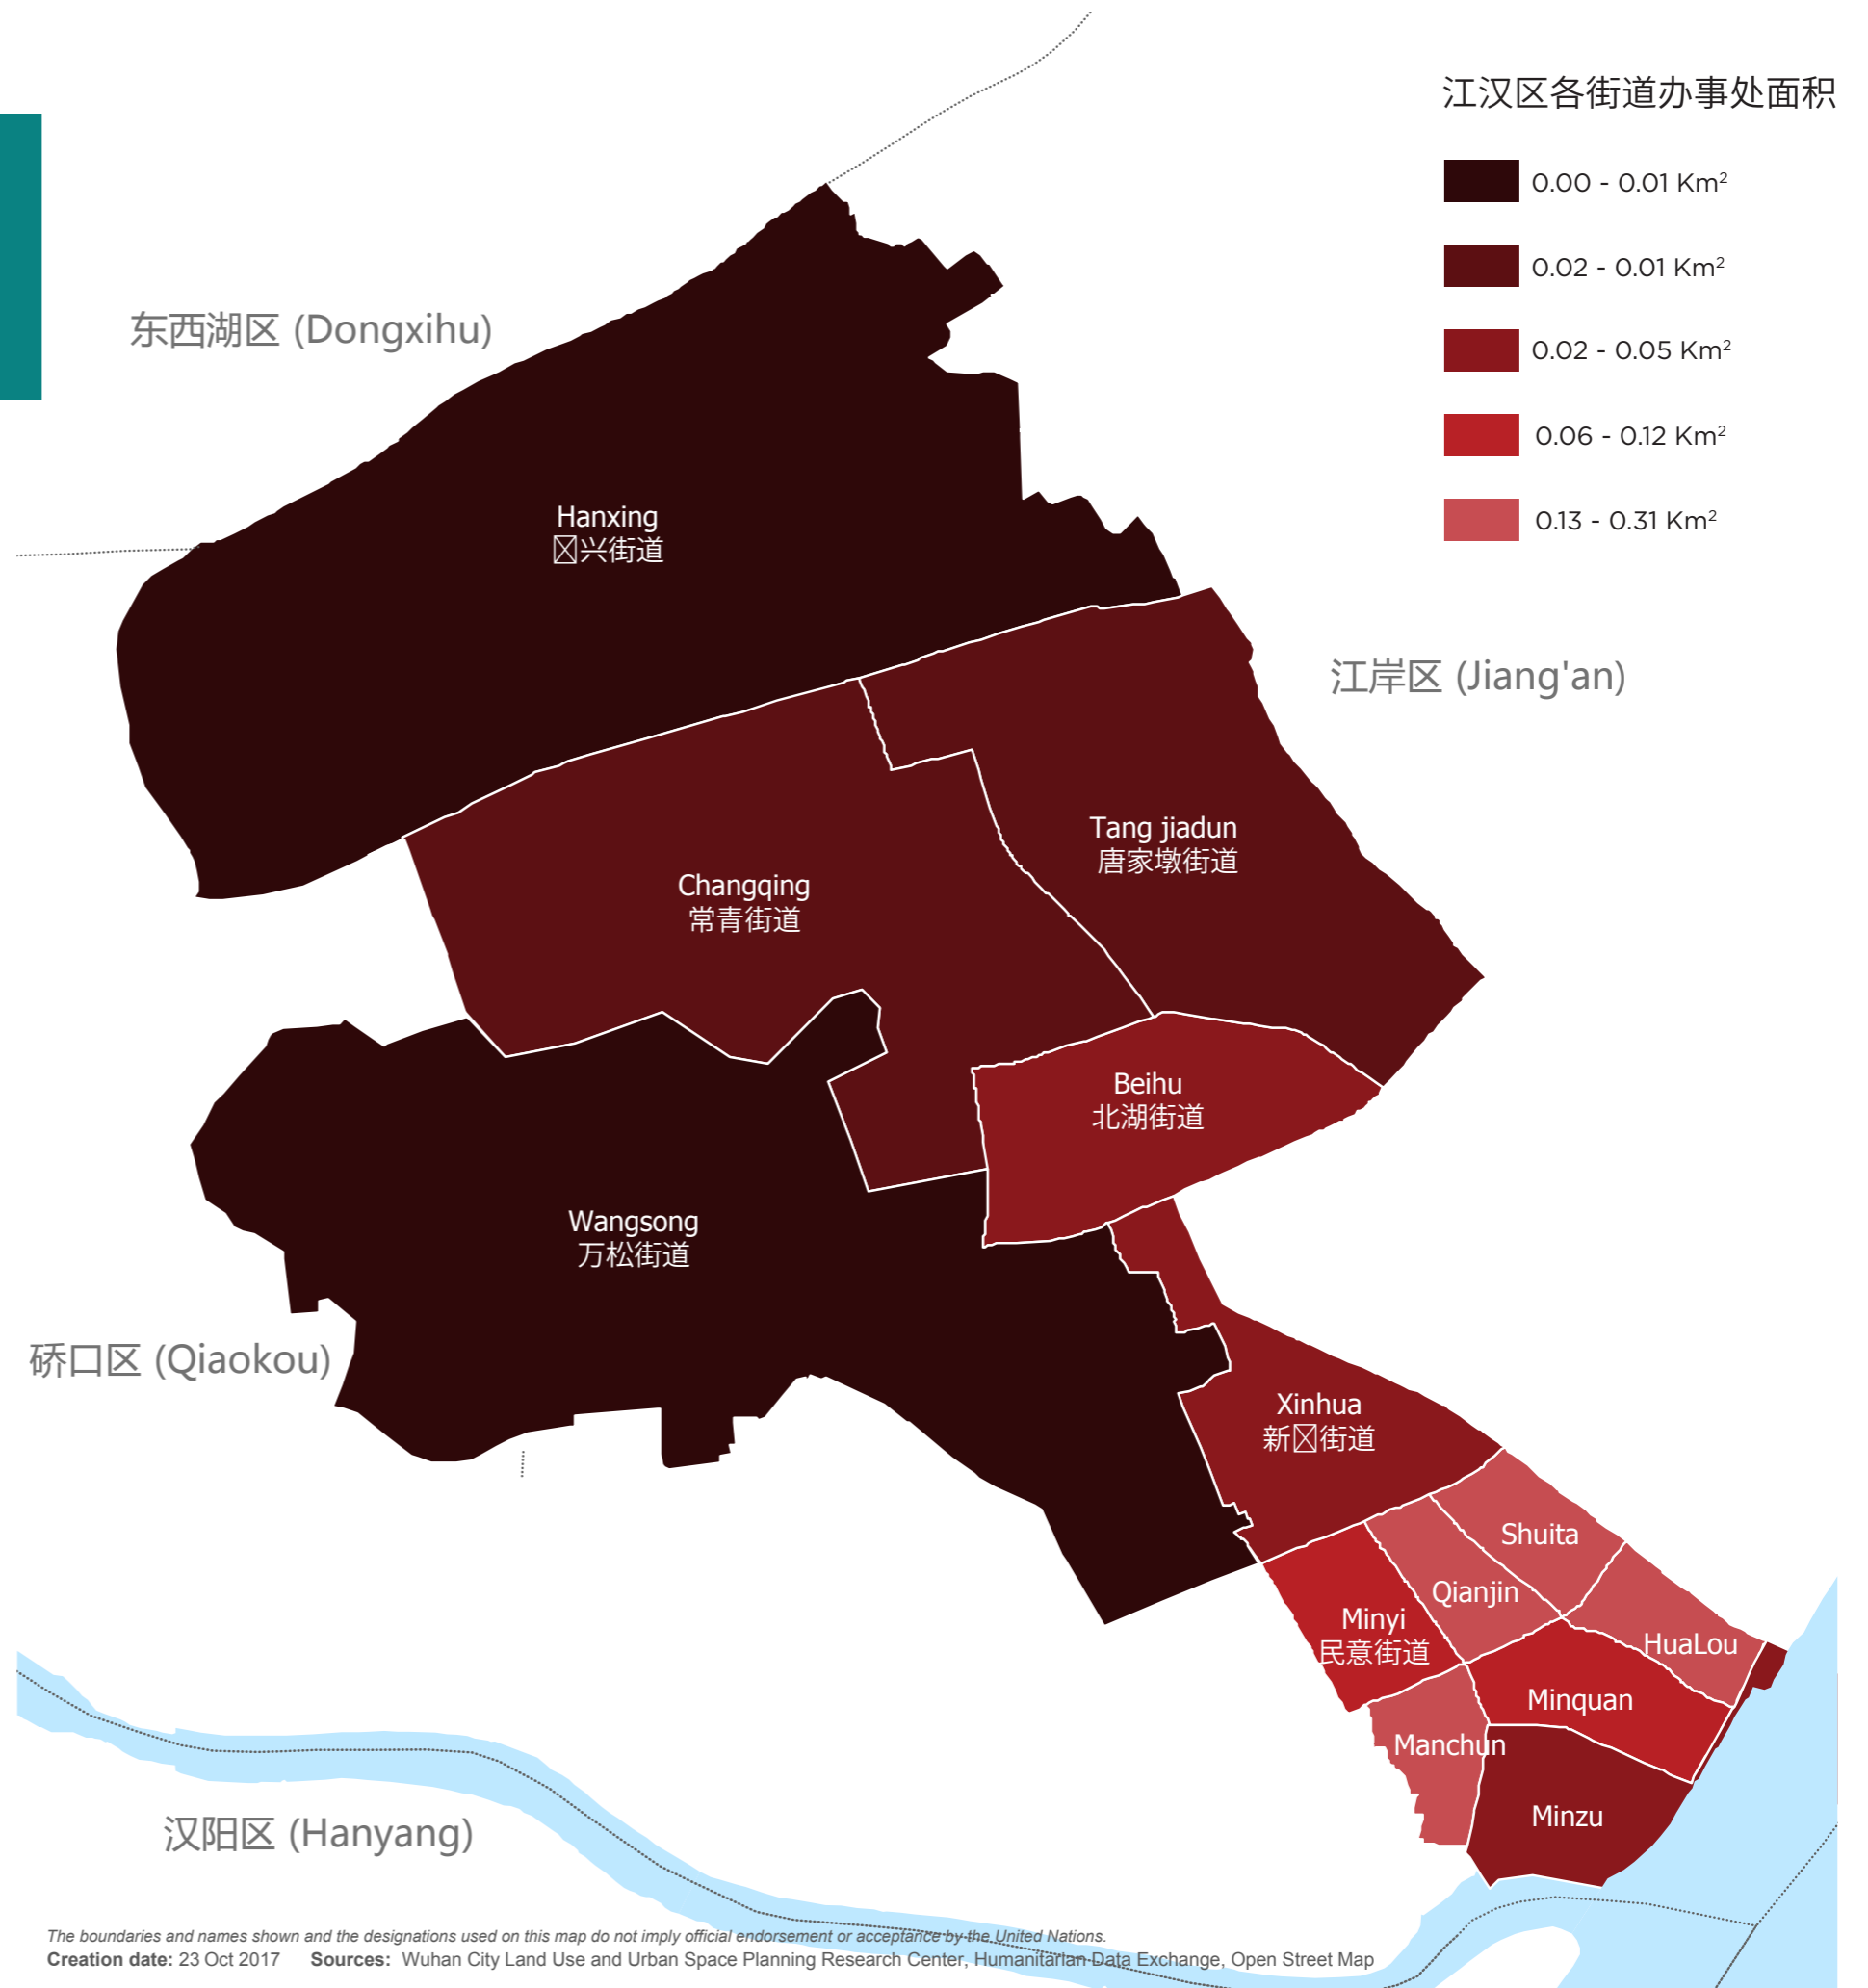 江汉区各街道办事处面积
0.00 - 0.01 Km²
0.02 - 0.01 Km²
0.02 - 0.05 Km²
0.06 - 0.12 Km²
0.13 - 0.31 Km²
东西湖区 (Dongxihu)
Hanxing
兴街道
江岸区 (Jiang'an)
Tang jiadun
唐家墩街道
Changqing
常青街道
Beihu
北湖街道
Wangsong
万松街道
硚口区 (Qiaokou)
Xinhua
新街道
Shuita
Qianjin
Minyi
民意街道
HuaLou
Minquan
Manchun
Minzu
汉阳区 (Hanyang)
The boundaries and names shown and the designations used on this map do not imply official endorsement or acceptance by the United Nations.
Creation date: 23 Oct 2017 Sources: Wuhan City Land Use and Urban Space Planning Research Center, Humanitarian Data Exchange, Open Street Map